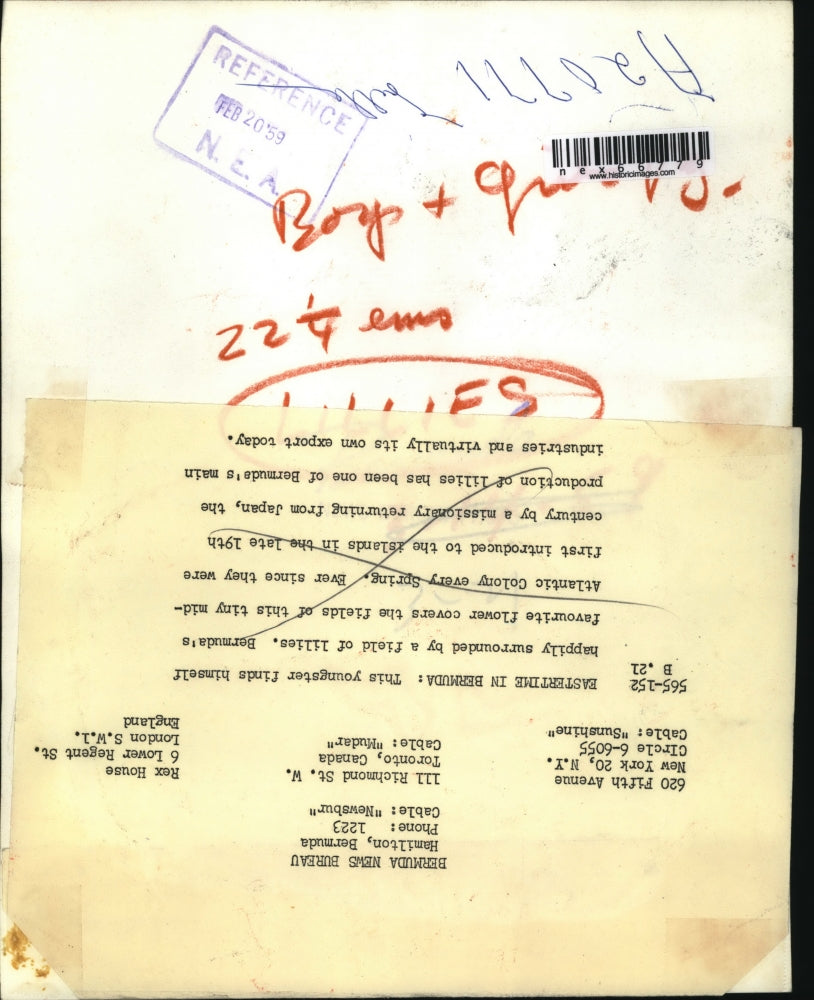 REFERENCE
FEB 20 '59
N. E. A.
nex66779
www.historicimages.com
Boys +
22 1/4 ems
LILLIES
BERMUDA NEWS BUREAU
Hamilton, Bermuda
Phone: 1223
Cable: "Newsbur"
620 Fifth Avenue
New York 20, N.Y.
CIrcle 6-6055
Cable: "Sunshine"
111 Richmond St. W.
Toronto, Canada
Cable: "Mudar"
Rex House
6 Lower Regent St.
London S.W.1.
England
565-152
B .21
EASTERTIME IN BERMUDA: This youngster finds himself
happily surrounded by a field of lilies. Bermuda's
favourite flower covers the fields of this tiny mid-
Atlantic Colony every Spring. Ever since they were
first introduced to the islands in the late 19th
century by a missionary returning from Japan, the
production of lilies has been one of Bermuda's main
industries and virtually its own export today.